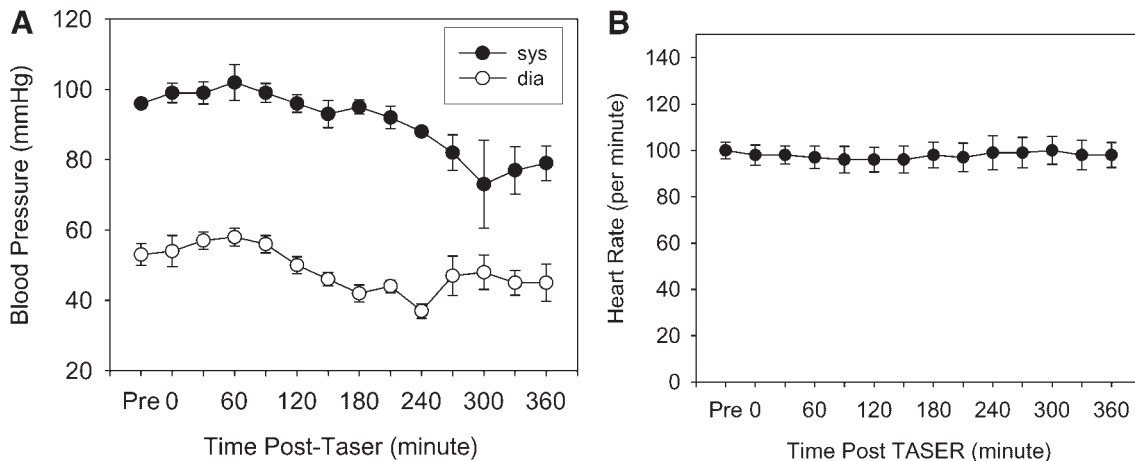 A
120
100
80
60
40
20
Blood Pressure (mmHg)
sys
dia
Pre 0 60 120 180 240 300 360
Time Post-Taser (minute)
B
140
120
100
80
60
40
20
0
Heart Rate (per minute)
Pre 0 60 120 180 240 300 360
Time Post TASER (minute)